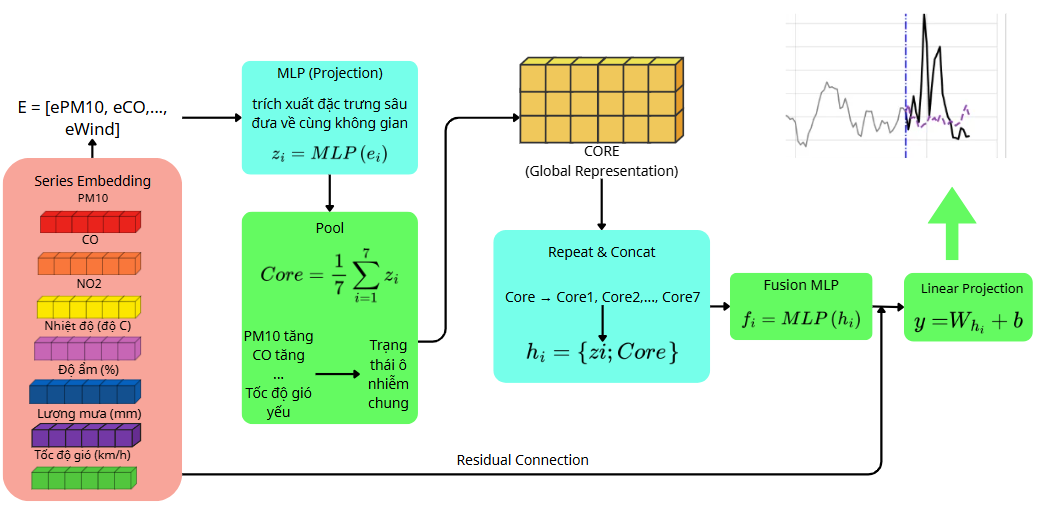 E = [ePM10, eCO,...,
eWind]
Series Embedding
PM10
CO
NO2
Nhiệt độ (độ C)
Độ ẩm (%)
Lượng mưa (mm)
Tốc độ gió (km/h)
MLP (Projection)
trích xuất đặc trưng sâu
đưa về cùng không gian
z_i = MLP (e_i)
Pool
Core = \frac{1}{7} \sum_{i=1}^{7} z_i
PM10 tăng
CO tăng
...
Tốc độ gió
yếu
Trạng
thái ô
nhiễm
chung
CORE
(Global Representation)
Repeat & Concat
Core → Core1, Core2,..., Core7
h_i = {zi; Core}
Fusion MLP
f_i = MLP (h_i)
Linear Projection
y = W_{h_i} + b
Residual Connection